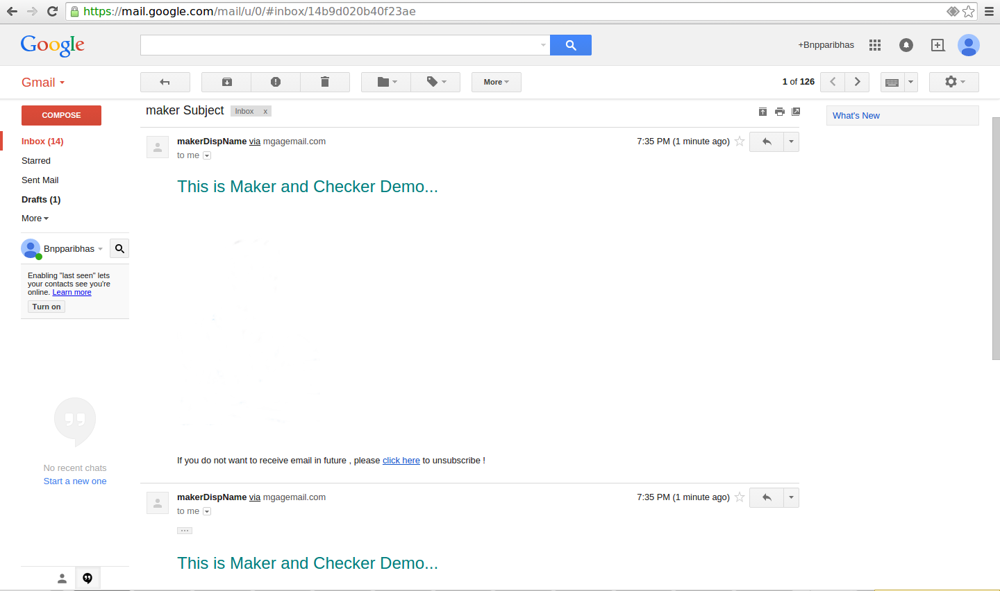 https://mail.google.com/mail/u/0/#inbox/14b9d020b40f23ae
Google
+Bnpparibhas
Gmail
More
1 of 126
COMPOSE
maker Subject Inbox x
What's New
Inbox (14)
Starred
Sent Mail
Drafts (1)
More
makerDispName via mgagemail.com
7:35 PM (1 minute ago)
to me
This is Maker and Checker Demo...
Bnpparibhas
Enabling "last seen" lets
your contacts see you're
online. Learn more
Turn on
No recent chats
Start a new one
If you do not want to receive email in future , please click here to unsubscribe !
makerDispName via mgagemail.com
7:35 PM (1 minute ago)
to me
This is Maker and Checker Demo...